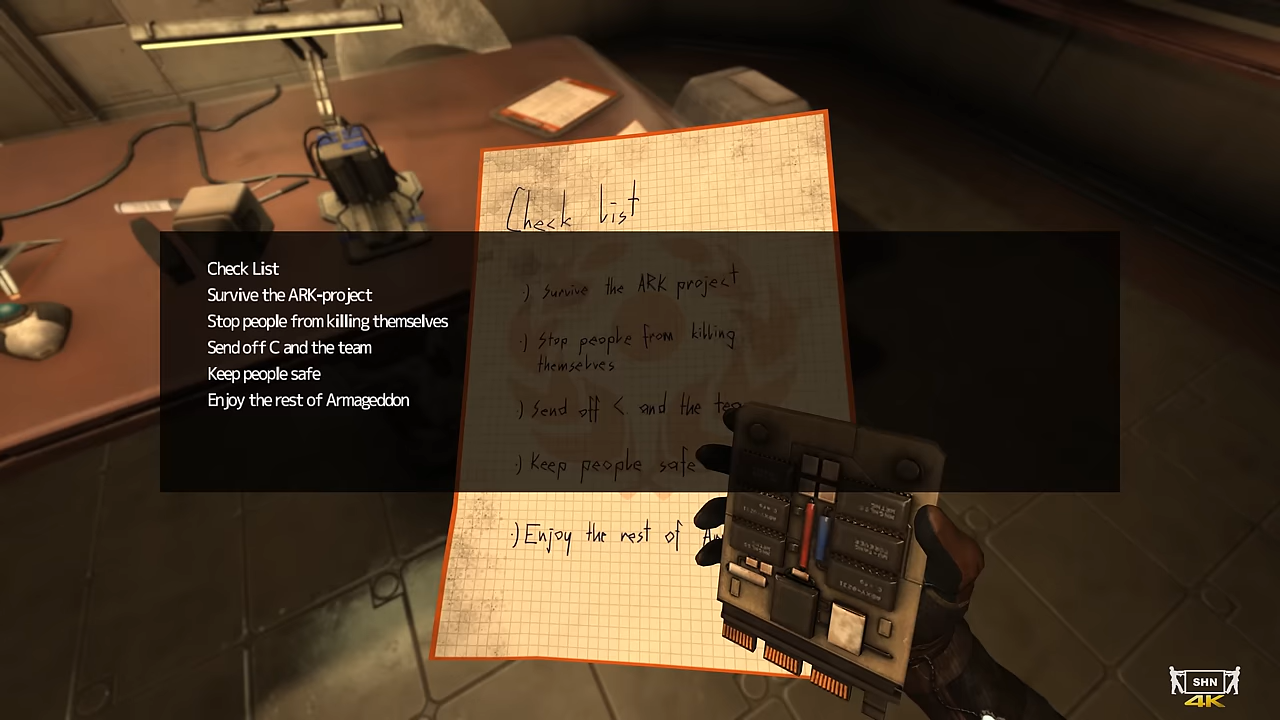 Check List
Check List
Survive the ARK-project
Stop people from killing themselves
Send off C and the team
Keep people safe
Enjoy the rest of Armageddon
·) Survive the ARK project
·) Stop people from killing
themselves
·) Send off C and the
·) Keep people safe
·) Enjoy the rest of
SHN
4K